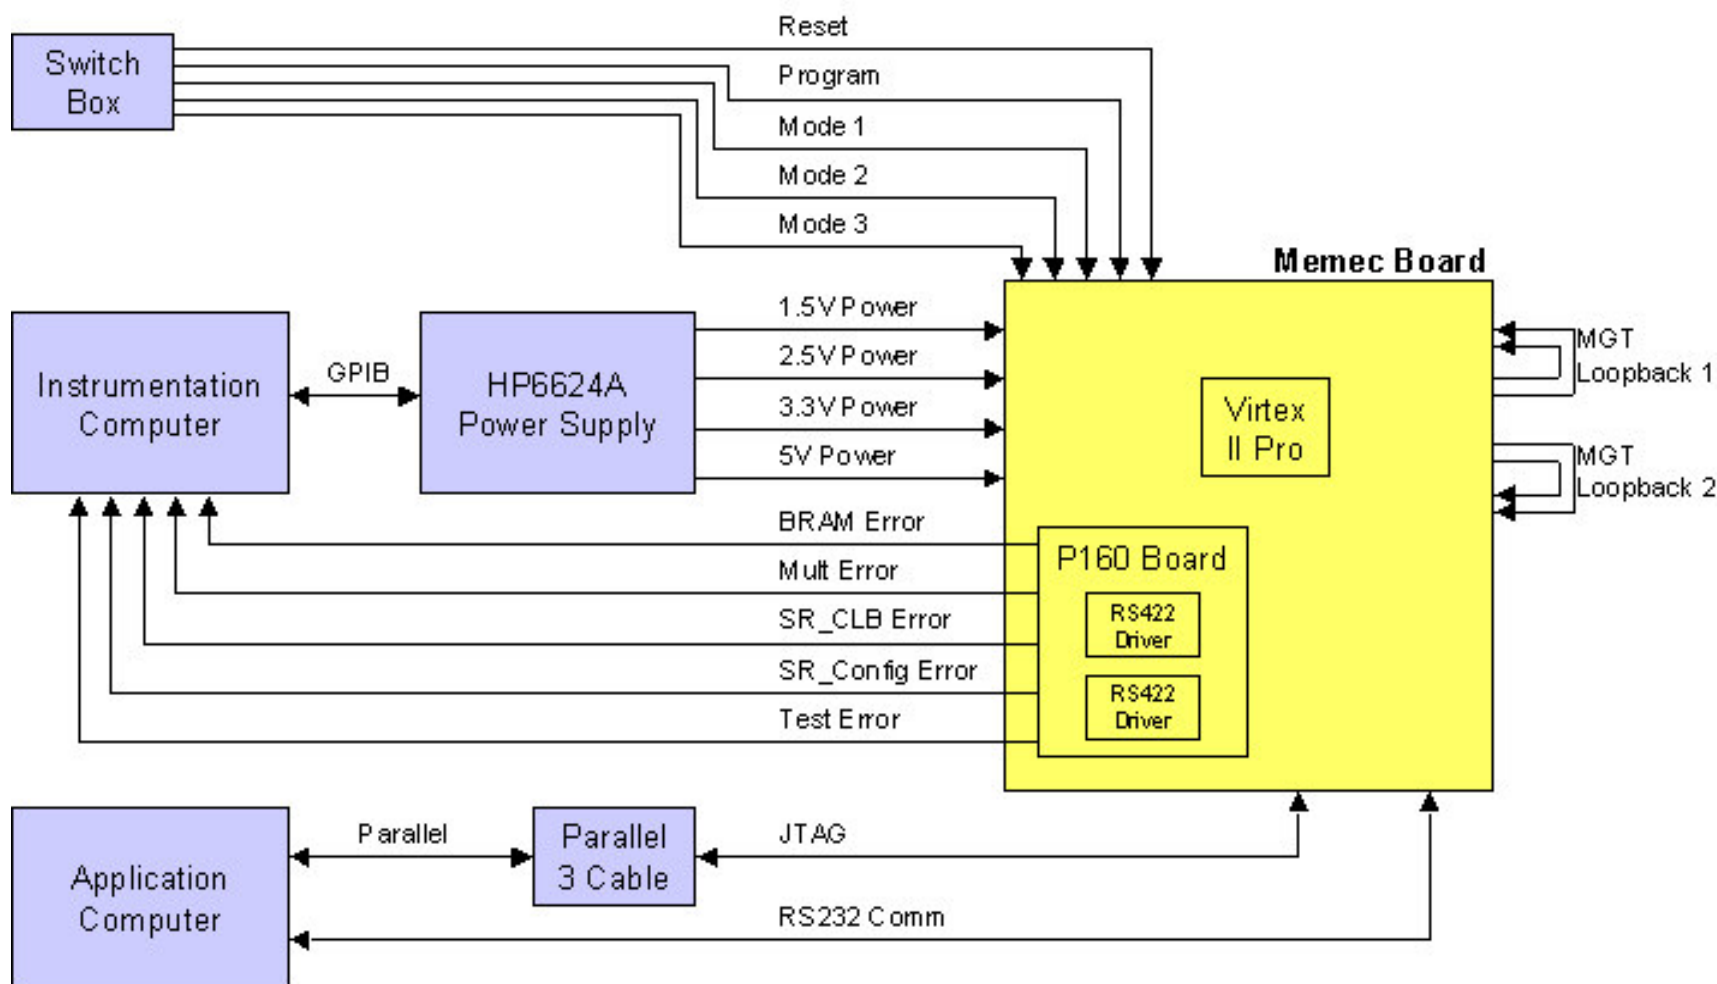 Reset
Switch
Box
Program
Mode 1
Mode 2
Mode 3
Memec Board
1.5V Power
2.5V Power
3.3V Power
5V Power
GPIB
Instrumentation
Computer
HP6624A
Power Supply
Virtex
II Pro
MGT
Loopback 1
MGT
Loopback 2
BRAM Error
Mult Error
SR_CLB Error
SR_Config Error
Test Error
P160 Board
RS422
Driver
RS422
Driver
Parallel
Parallel
3 Cable
JTAG
Application
Computer
RS232 Comm